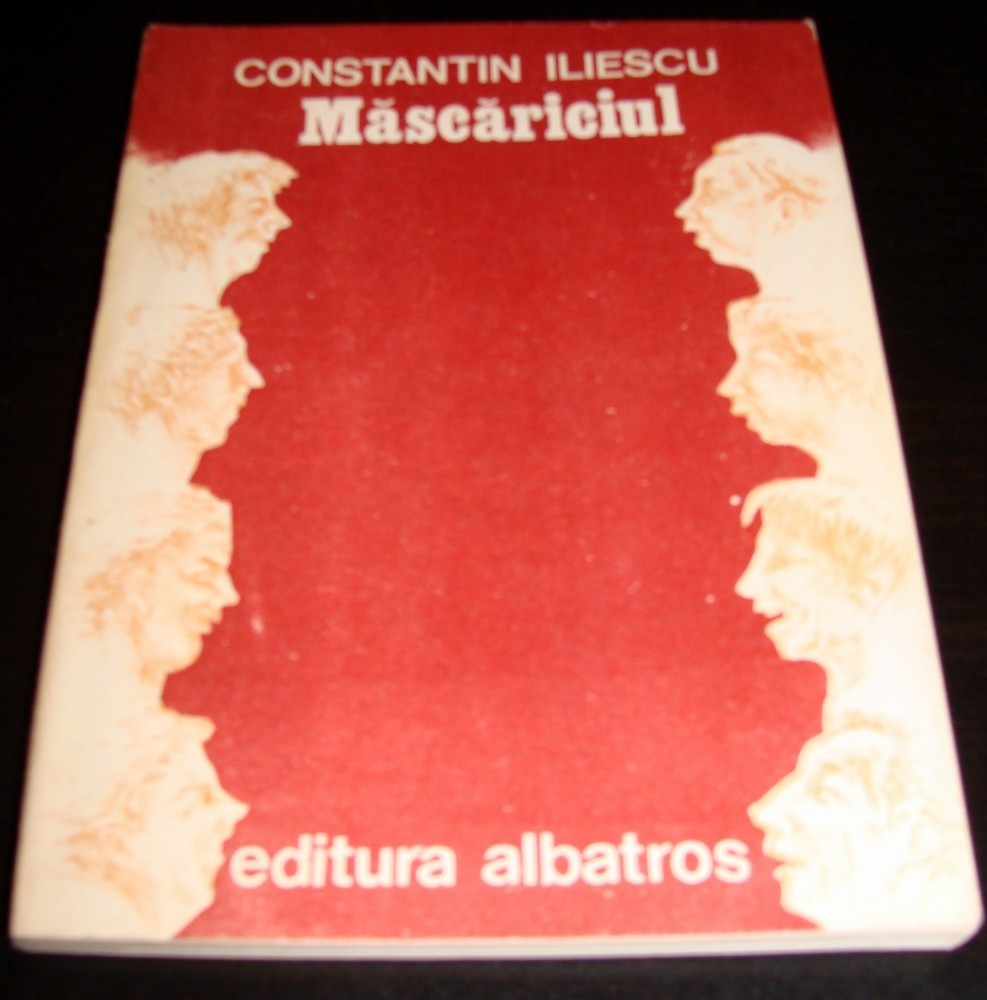 CONSTANTIN ILIESCU
Măscăriciul
editura albatros